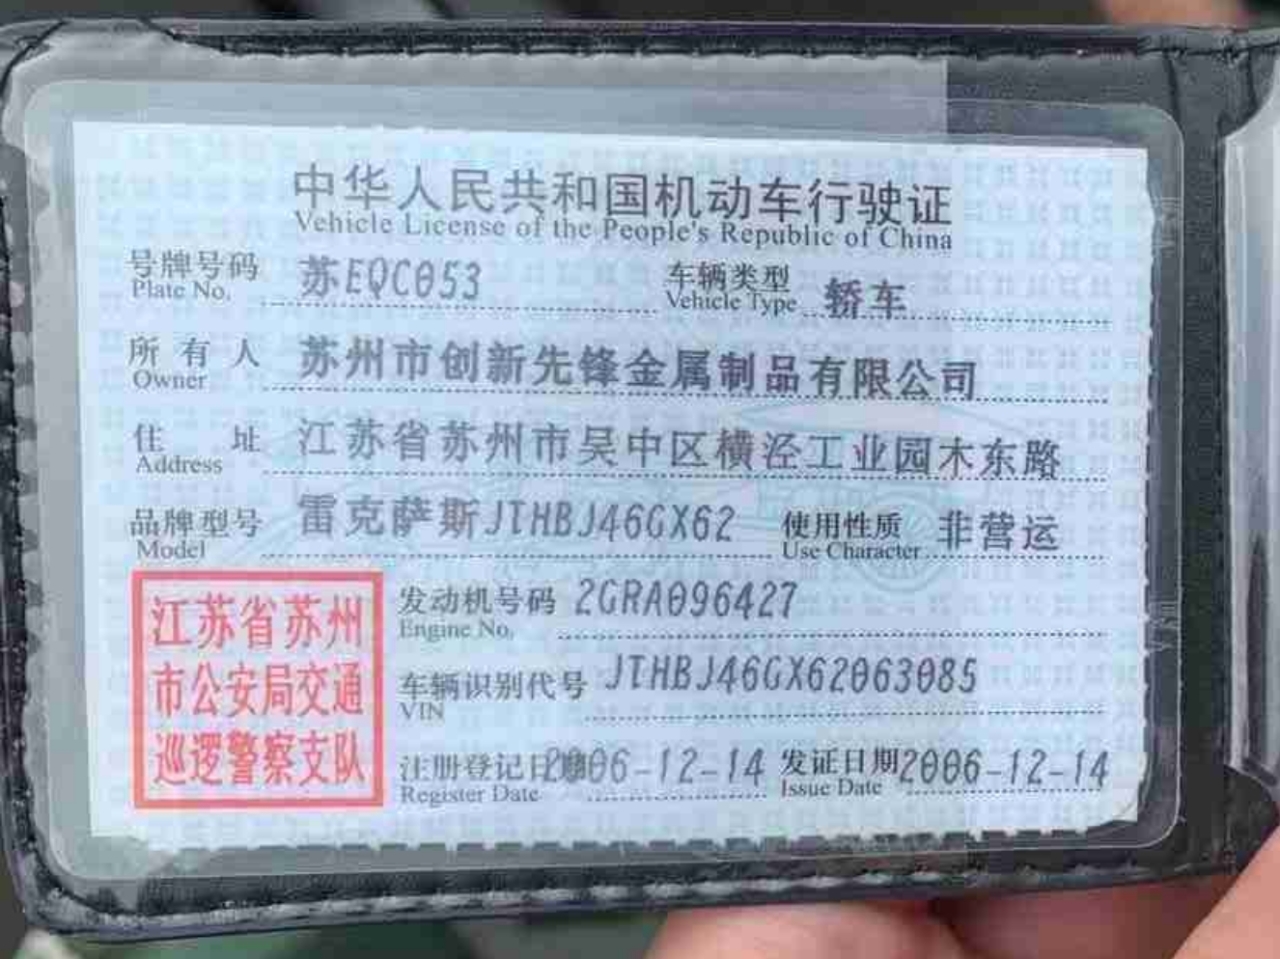 中华人民共和国机动车行驶证
Vehicle License of the People's Republic of China
号牌号码 苏EQC053 车辆类型 轿车
Plate No. Vehicle Type
所有人 苏州市创新先锋金属制品有限公司
Owner
住址 江苏省苏州市吴中区横泾工业园木东路
Address
品牌型号 雷克萨斯JTHBJ46GX62 使用性质 非营运
Model Use Character
发动机号码 2GRA096427
Engine No.
车辆识别代号 JTHBJ46GX62063085
VIN
注册登记日期 2006-12-14 发证日期 2006-12-14
Register Date Issue Date
江苏省苏州
市公安局交通
巡逻警察支队